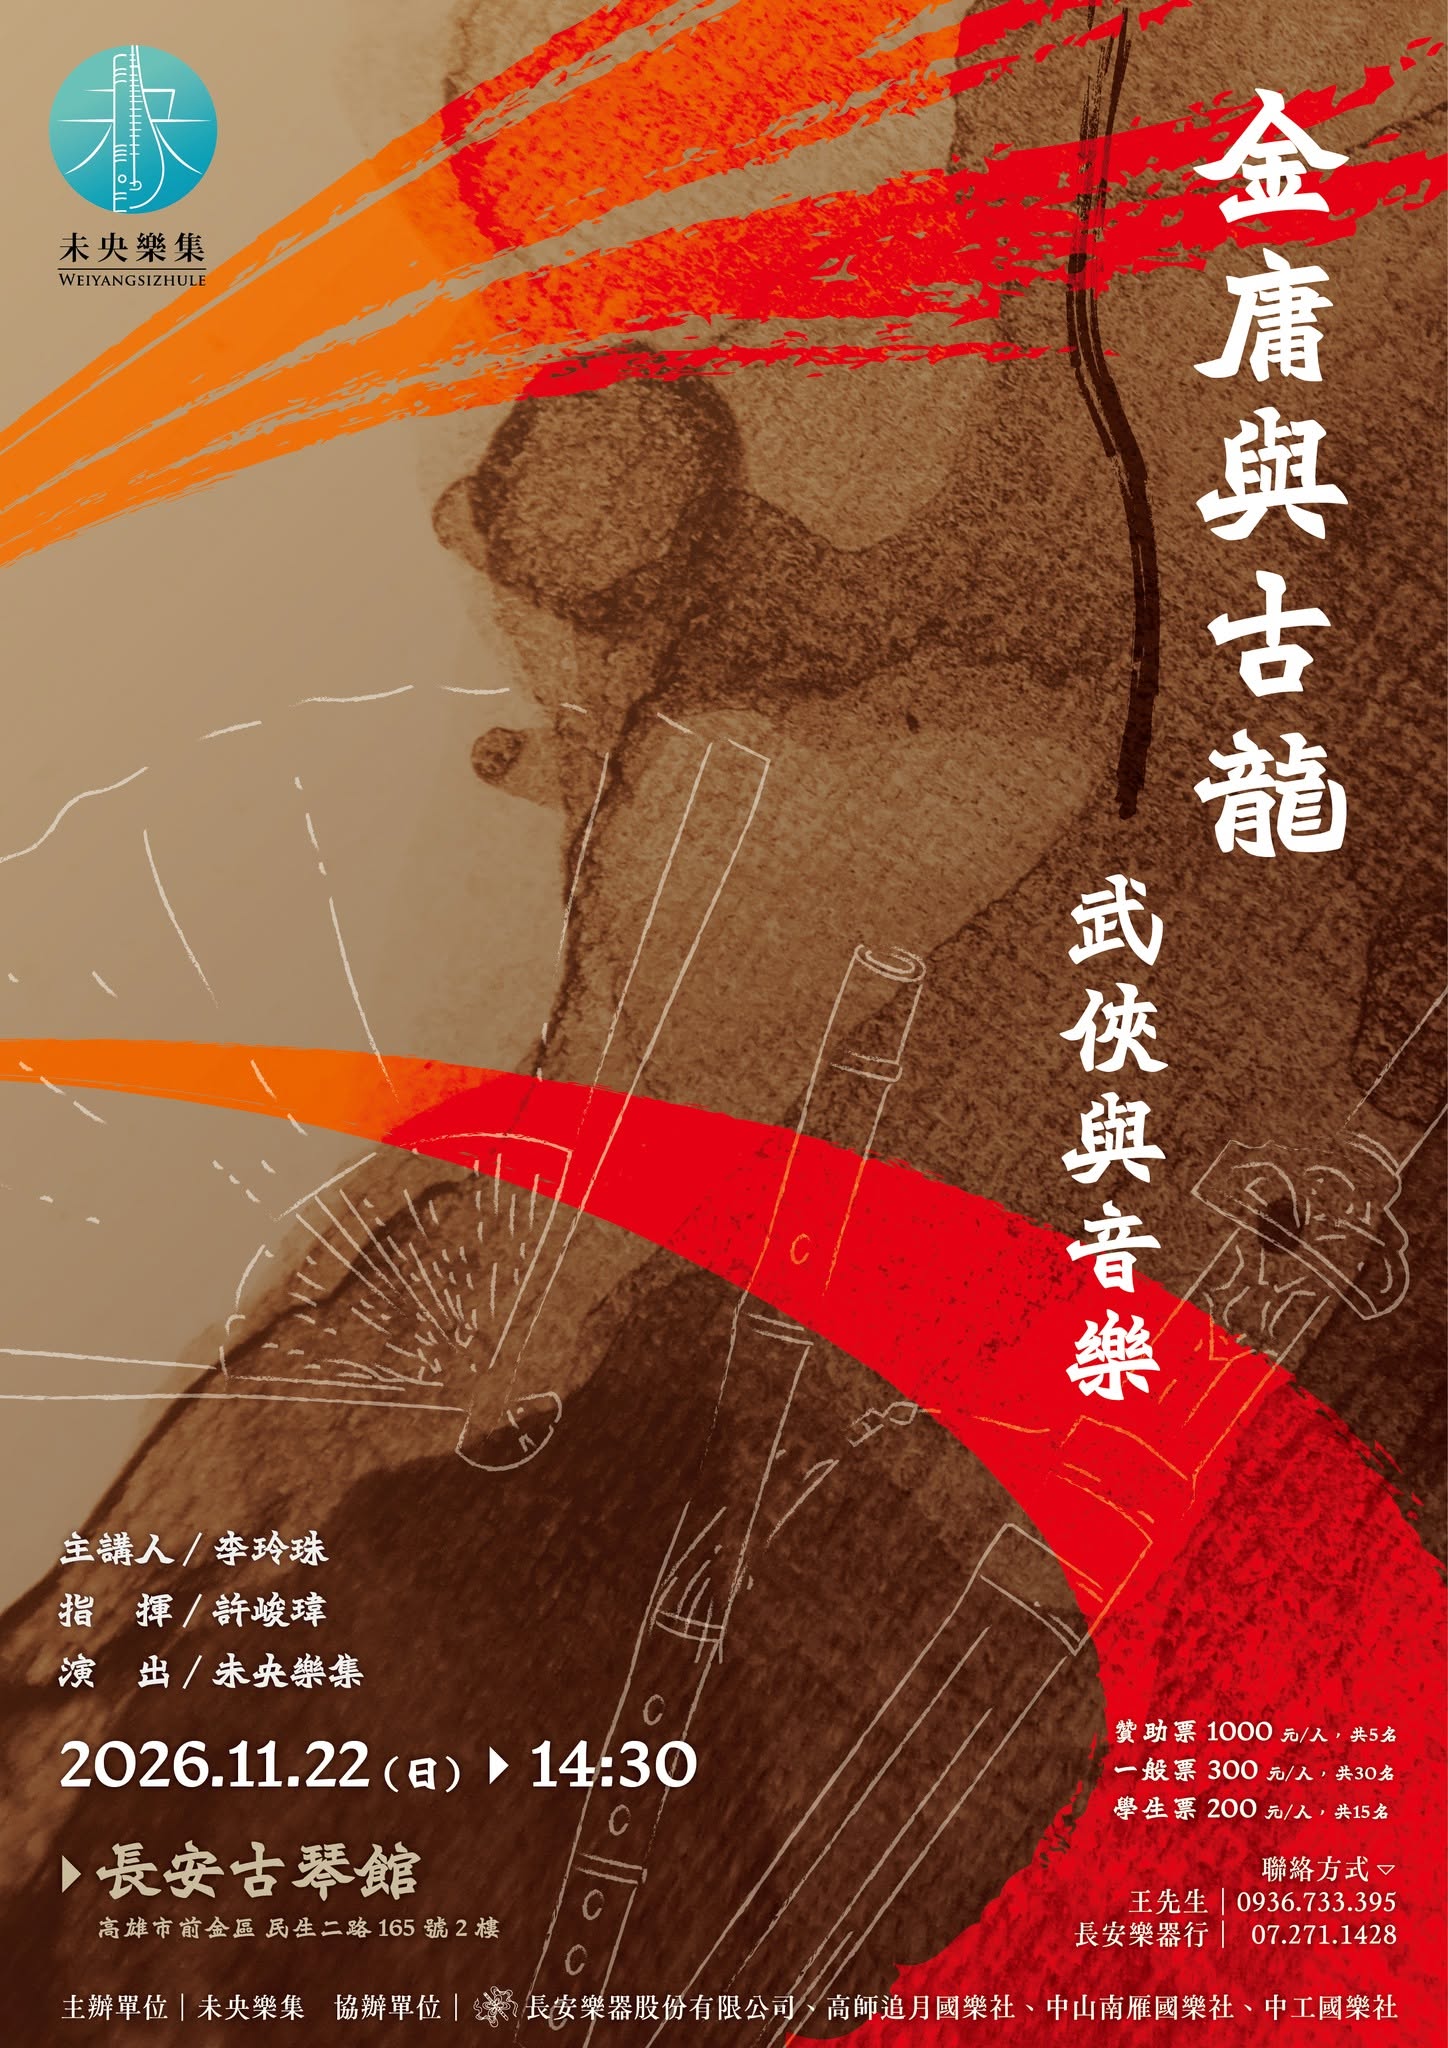 未央樂集
WEIYANGSIZHULE
金庸與古龍
武俠與音樂
主講人／李玲珠
指　揮／許峻瑋
演　出／未央樂集
2026.11.22（日）▶14:30
▶長安古琴館
高雄市前金區 民生二路 165 號 2 樓
贊助票 1000 元/人，共5名
一般票 300 元/人，共30名
學生票 200 元/人，共15名
聯絡方式▽
王先生｜0936.733.395
長安樂器行｜07.271.1428
主辦單位｜未央樂集　協辦單位｜長安樂器股份有限公司、高師追月國樂社、中山南雁國樂社、中工國樂社